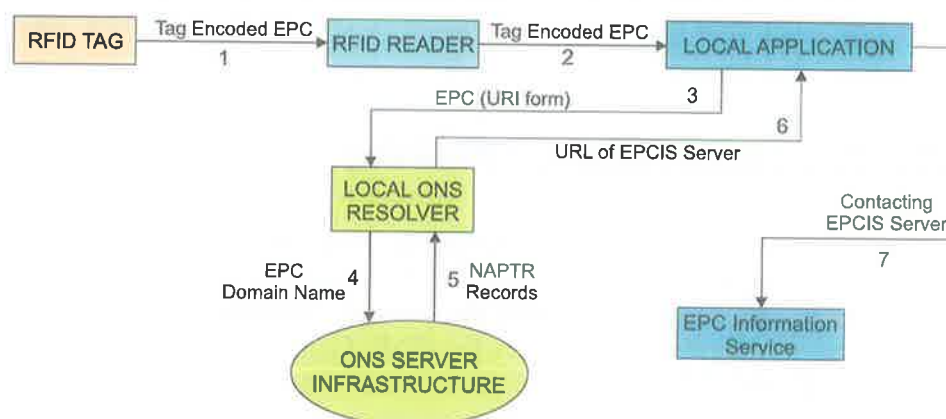 RFID TAG
Tag Encoded EPC
1
RFID READER
Tag Encoded EPC
2
LOCAL APPLICATION
EPC (URI form)
3
6
URL of EPCIS Server
LOCAL ONS
RESOLVER
Contacting
EPCIS Server
7
EPC
Domain Name
4
5
NAPTR
Records
EPC Information
Service
ONS SERVER
INFRASTRUCTURE